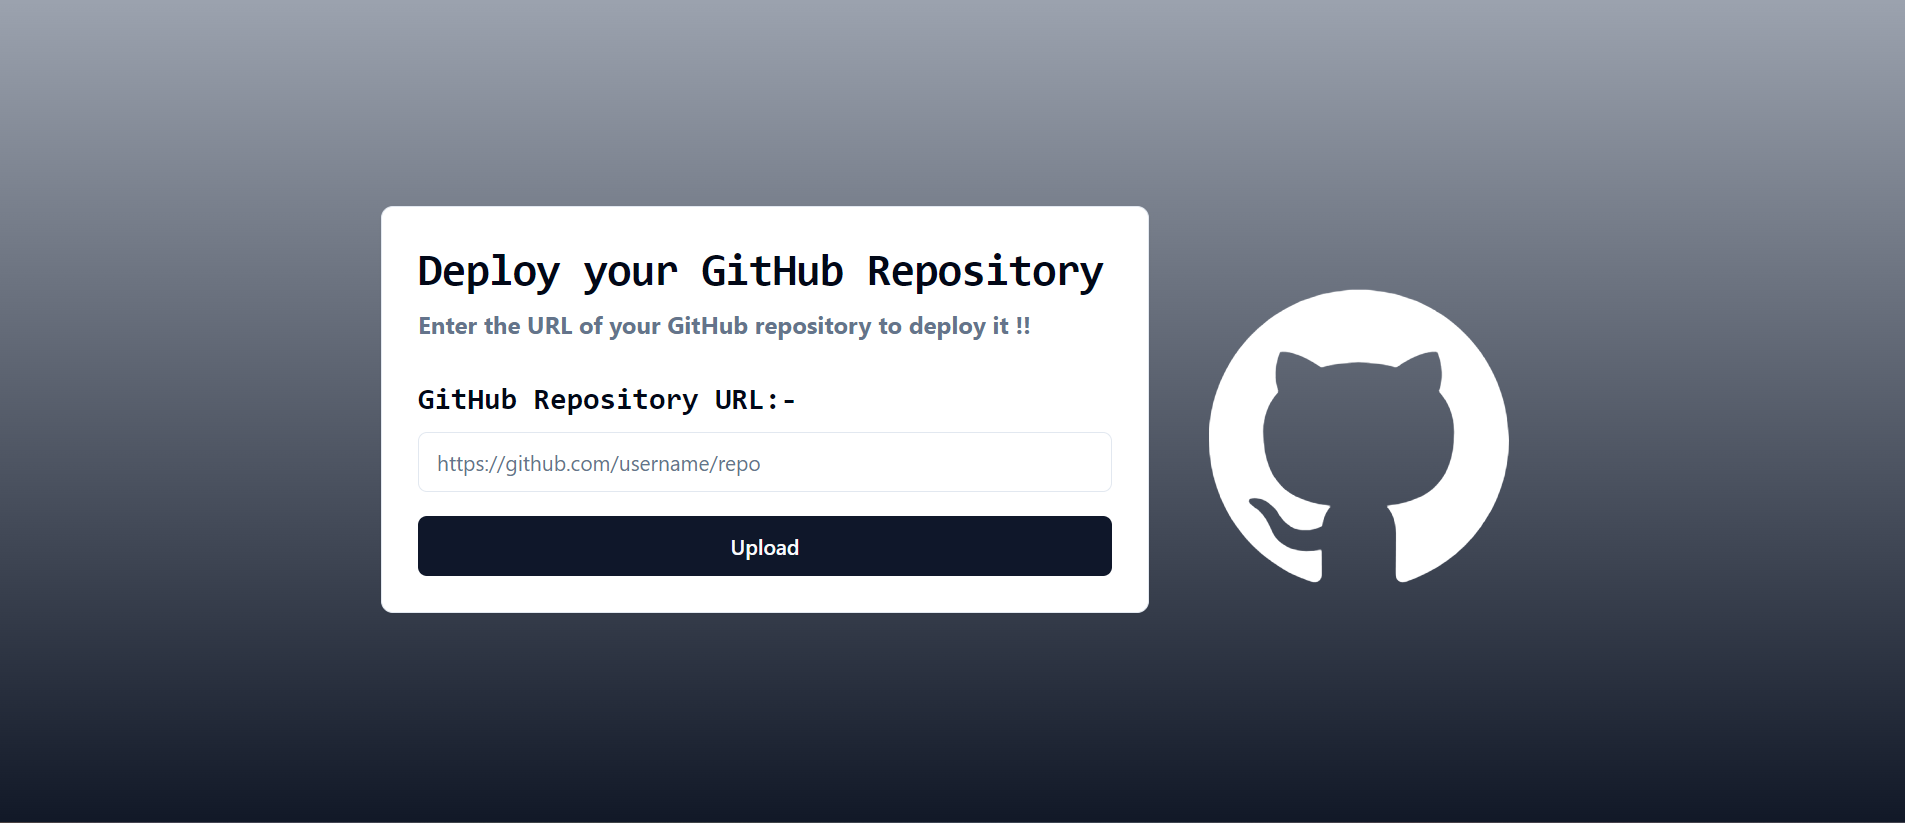 Deploy your GitHub Repository
Enter the URL of your GitHub repository to deploy it !!
GitHub Repository URL:-
https://github.com/username/repo
Upload